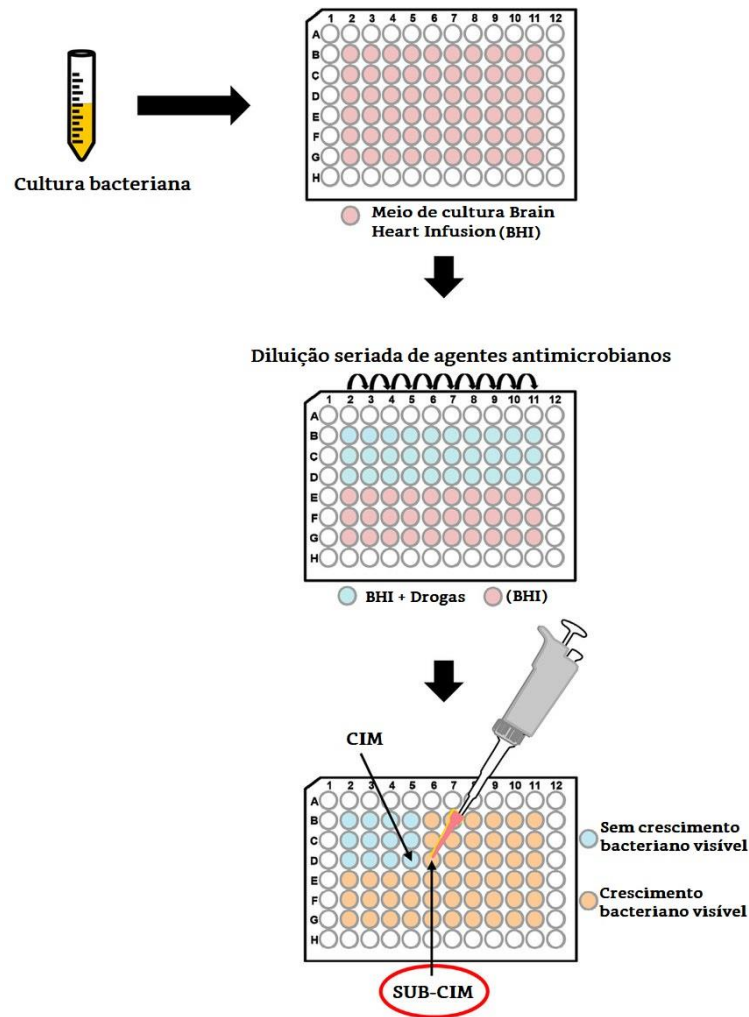 1 2 3 4 5 6 7 8 9 10 11 12
A
B
C
D
E
F
G
H
Cultura bacteriana
Meio de cultura Brain
Heart Infusion (BHI)
Diluição seriada de agentes antimicrobianos
1 2 3 4 5 6 7 8 9 10 11 12
A
B
C
D
E
F
G
H
BHI + Drogas
(BHI)
CIM
1 2 3 4 5 6 7 8 9 10 11 12
A
B
C
D
E
F
G
H
Sem crescimento
bacteriano visível
Crescimento
bacteriano visível
SUB-CIM